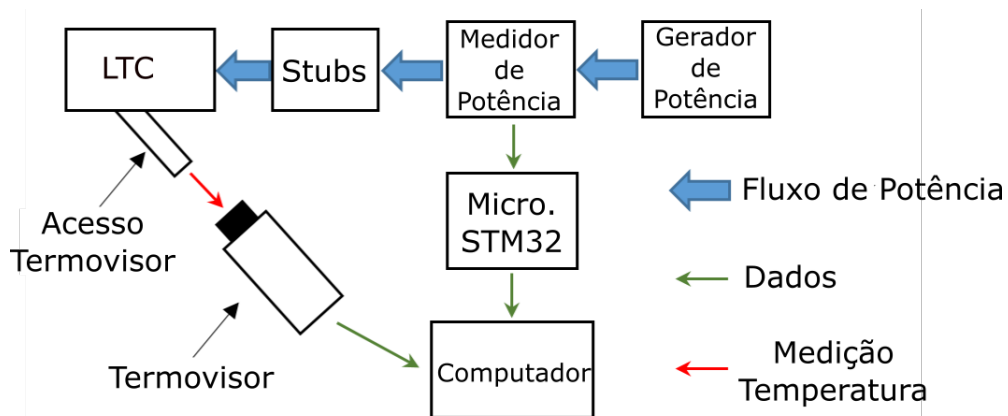 LTC
Stubs
Medidor
de
Potência
Gerador
de
Potência
Fluxo de Potência
Micro.
STM32
Acesso
Termovisor
Dados
Termovisor
Computador
Medição
Temperatura